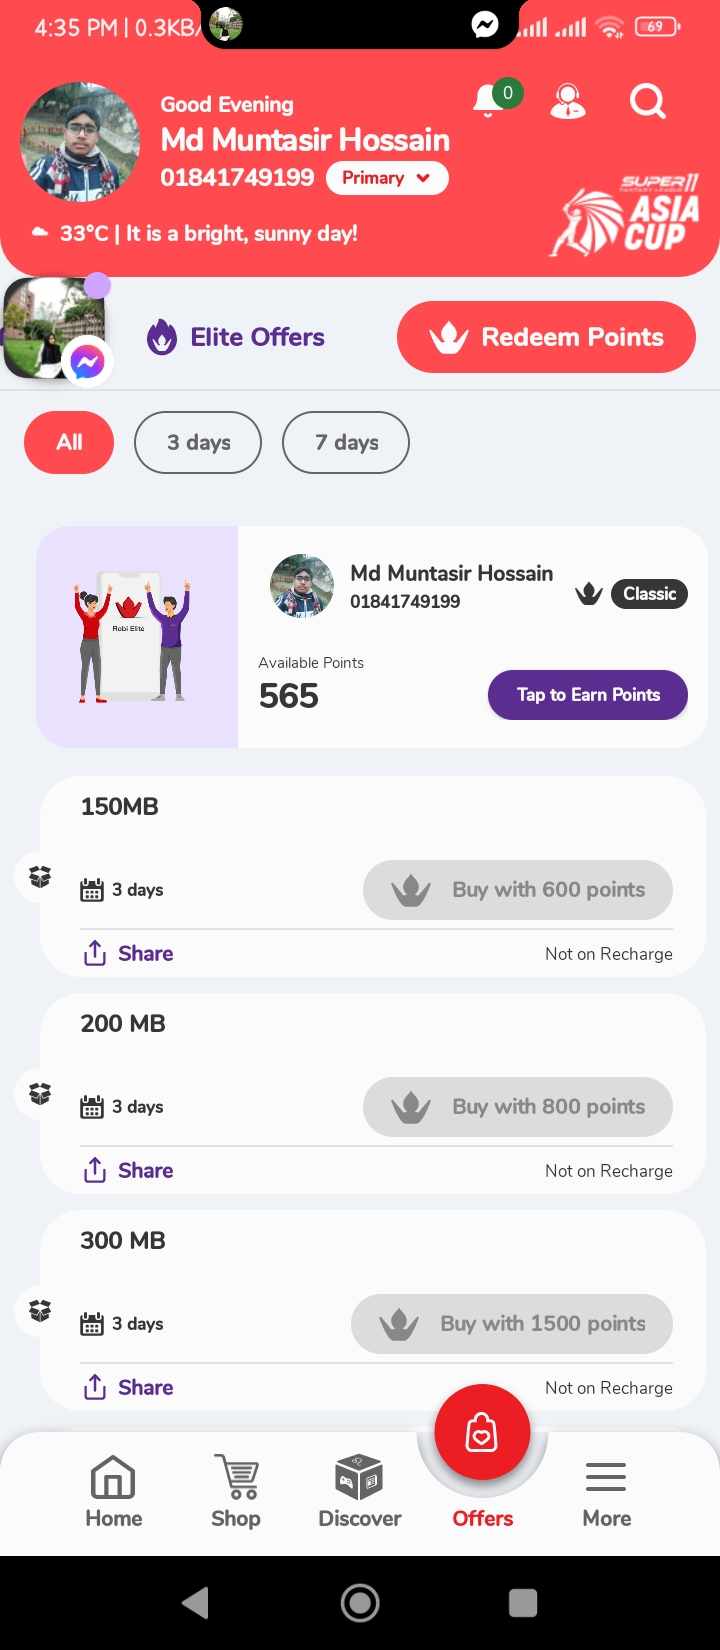 4:35 PM | 0.3KB/
69
0
Good Evening
Md Muntasir Hossain
01841749199 Primary
33°C | It is a bright, sunny day!
SUPER11
ASIA
CUP
Elite Offers
Redeem Points
All
3 days
7 days
Robi Elite
Md Muntasir Hossain
01841749199
Classic
Available Points
565
Tap to Earn Points
150MB
3 days
Buy with 600 points
Share
Not on Recharge
200 MB
3 days
Buy with 800 points
Share
Not on Recharge
300 MB
3 days
Buy with 1500 points
Share
Not on Recharge
Home
Shop
Discover
Offers
More